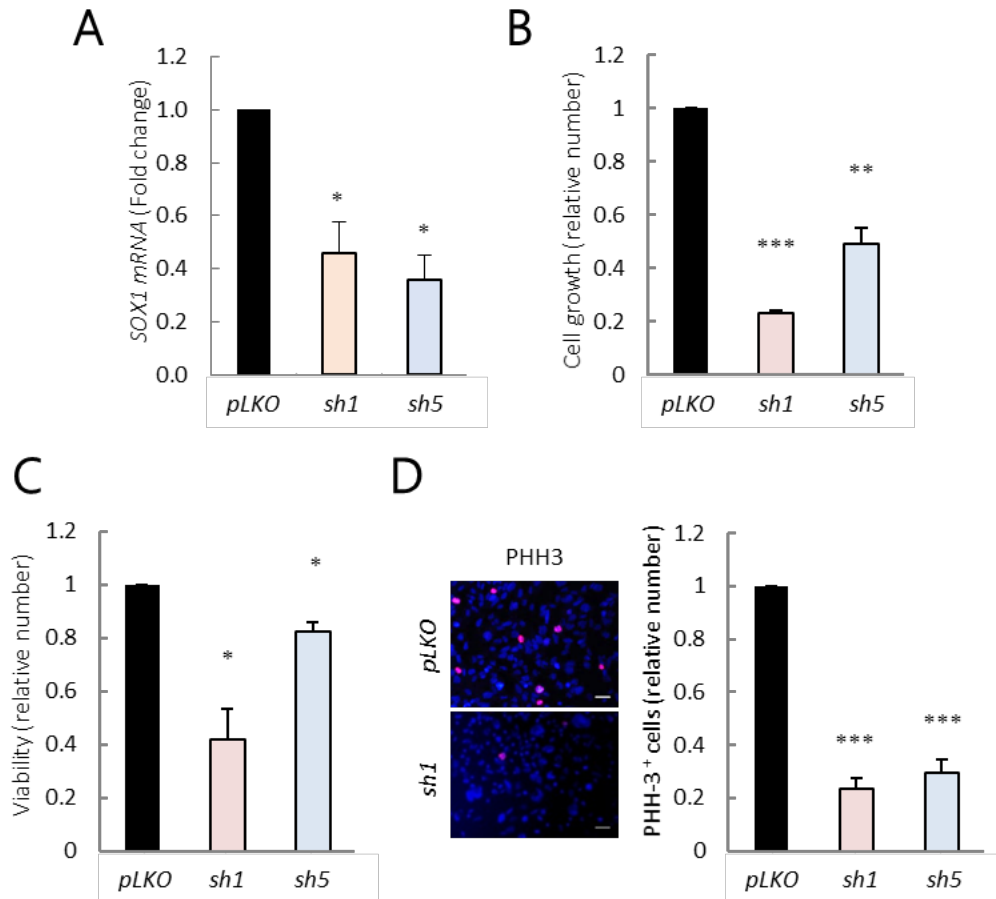 A
SOX1 mRNA (Fold change)
1.2
1.0
0.8
0.6
0.4
0.2
0.0
*
*
pLKO sh1 sh5
B
Cell growth (relative number)
1.2
1
0.8
0.6
0.4
0.2
0
***
**
pLKO sh1 sh5
C
Viability (relative number)
1.2
1
0.8
0.6
0.4
0.2
0
*
*
pLKO sh1 sh5
D
PHH3
pLKO
sh1
PHH-3⁺ cells (relative number)
1.2
1
0.8
0.6
0.4
0.2
0
***
***
pLKO sh1 sh5